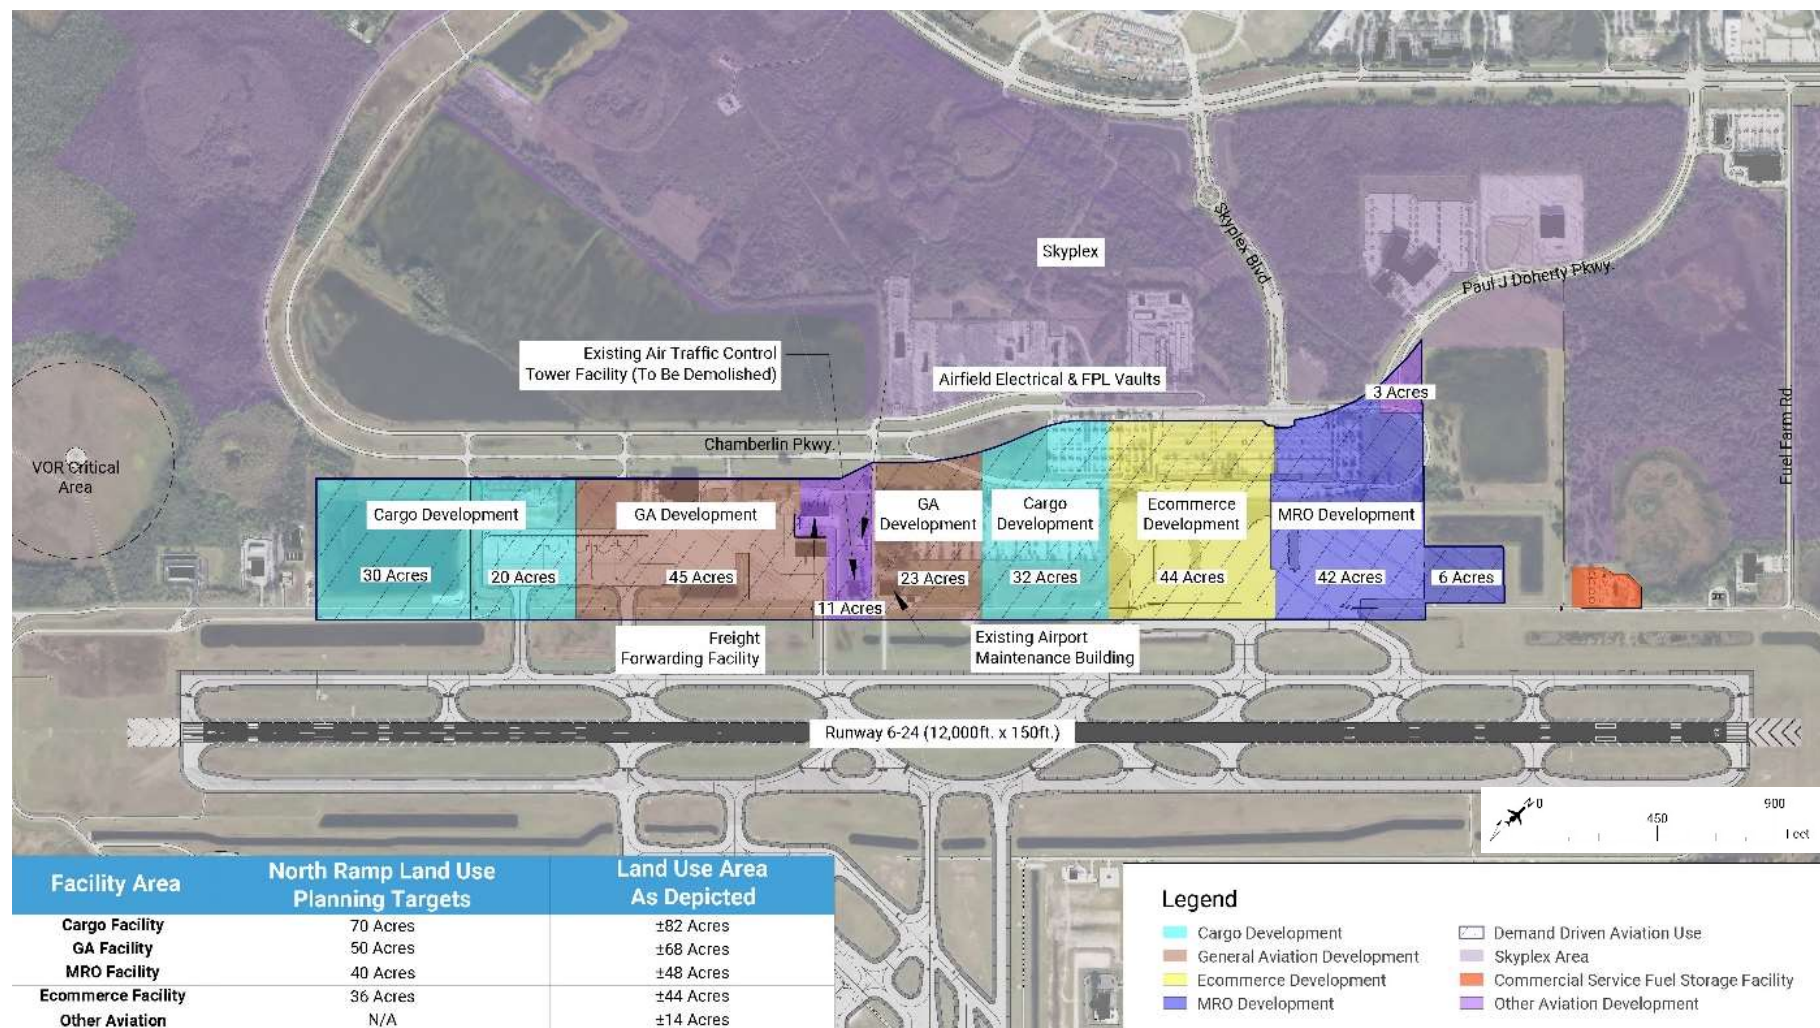 Skyplex
Skyplex Blvd.
Paul J Doherty Pkwy.
Existing Air Traffic Control
Tower Facility (To Be Demolished)
Airfield Electrical & FPL Vaults
3 Acres
Chamberlin Pkwy.
Fuel Farm Rd.
VOR Critical
Area
Cargo Development
GA Development
GA
Development
Cargo
Development
Ecommerce
Development
MRO Development
30 Acres
20 Acres
45 Acres
23 Acres
32 Acres
44 Acres
42 Acres
6 Acres
11 Acres
Freight
Forwarding Facility
Existing Airport
Maintenance Building
Runway 6-24 (12,000ft. x 150ft.)
N
0
450
900
Feet
Facility Area
North Ramp Land Use
Planning Targets
Land Use Area
As Depicted
Cargo Facility
70 Acres
±82 Acres
GA Facility
50 Acres
±68 Acres
MRO Facility
40 Acres
±48 Acres
Ecommerce Facility
36 Acres
±44 Acres
Other Aviation
N/A
±14 Acres
Legend
Cargo Development
General Aviation Development
Ecommerce Development
MRO Development
Demand Driven Aviation Use
Skyplex Area
Commercial Service Fuel Storage Facility
Other Aviation Development